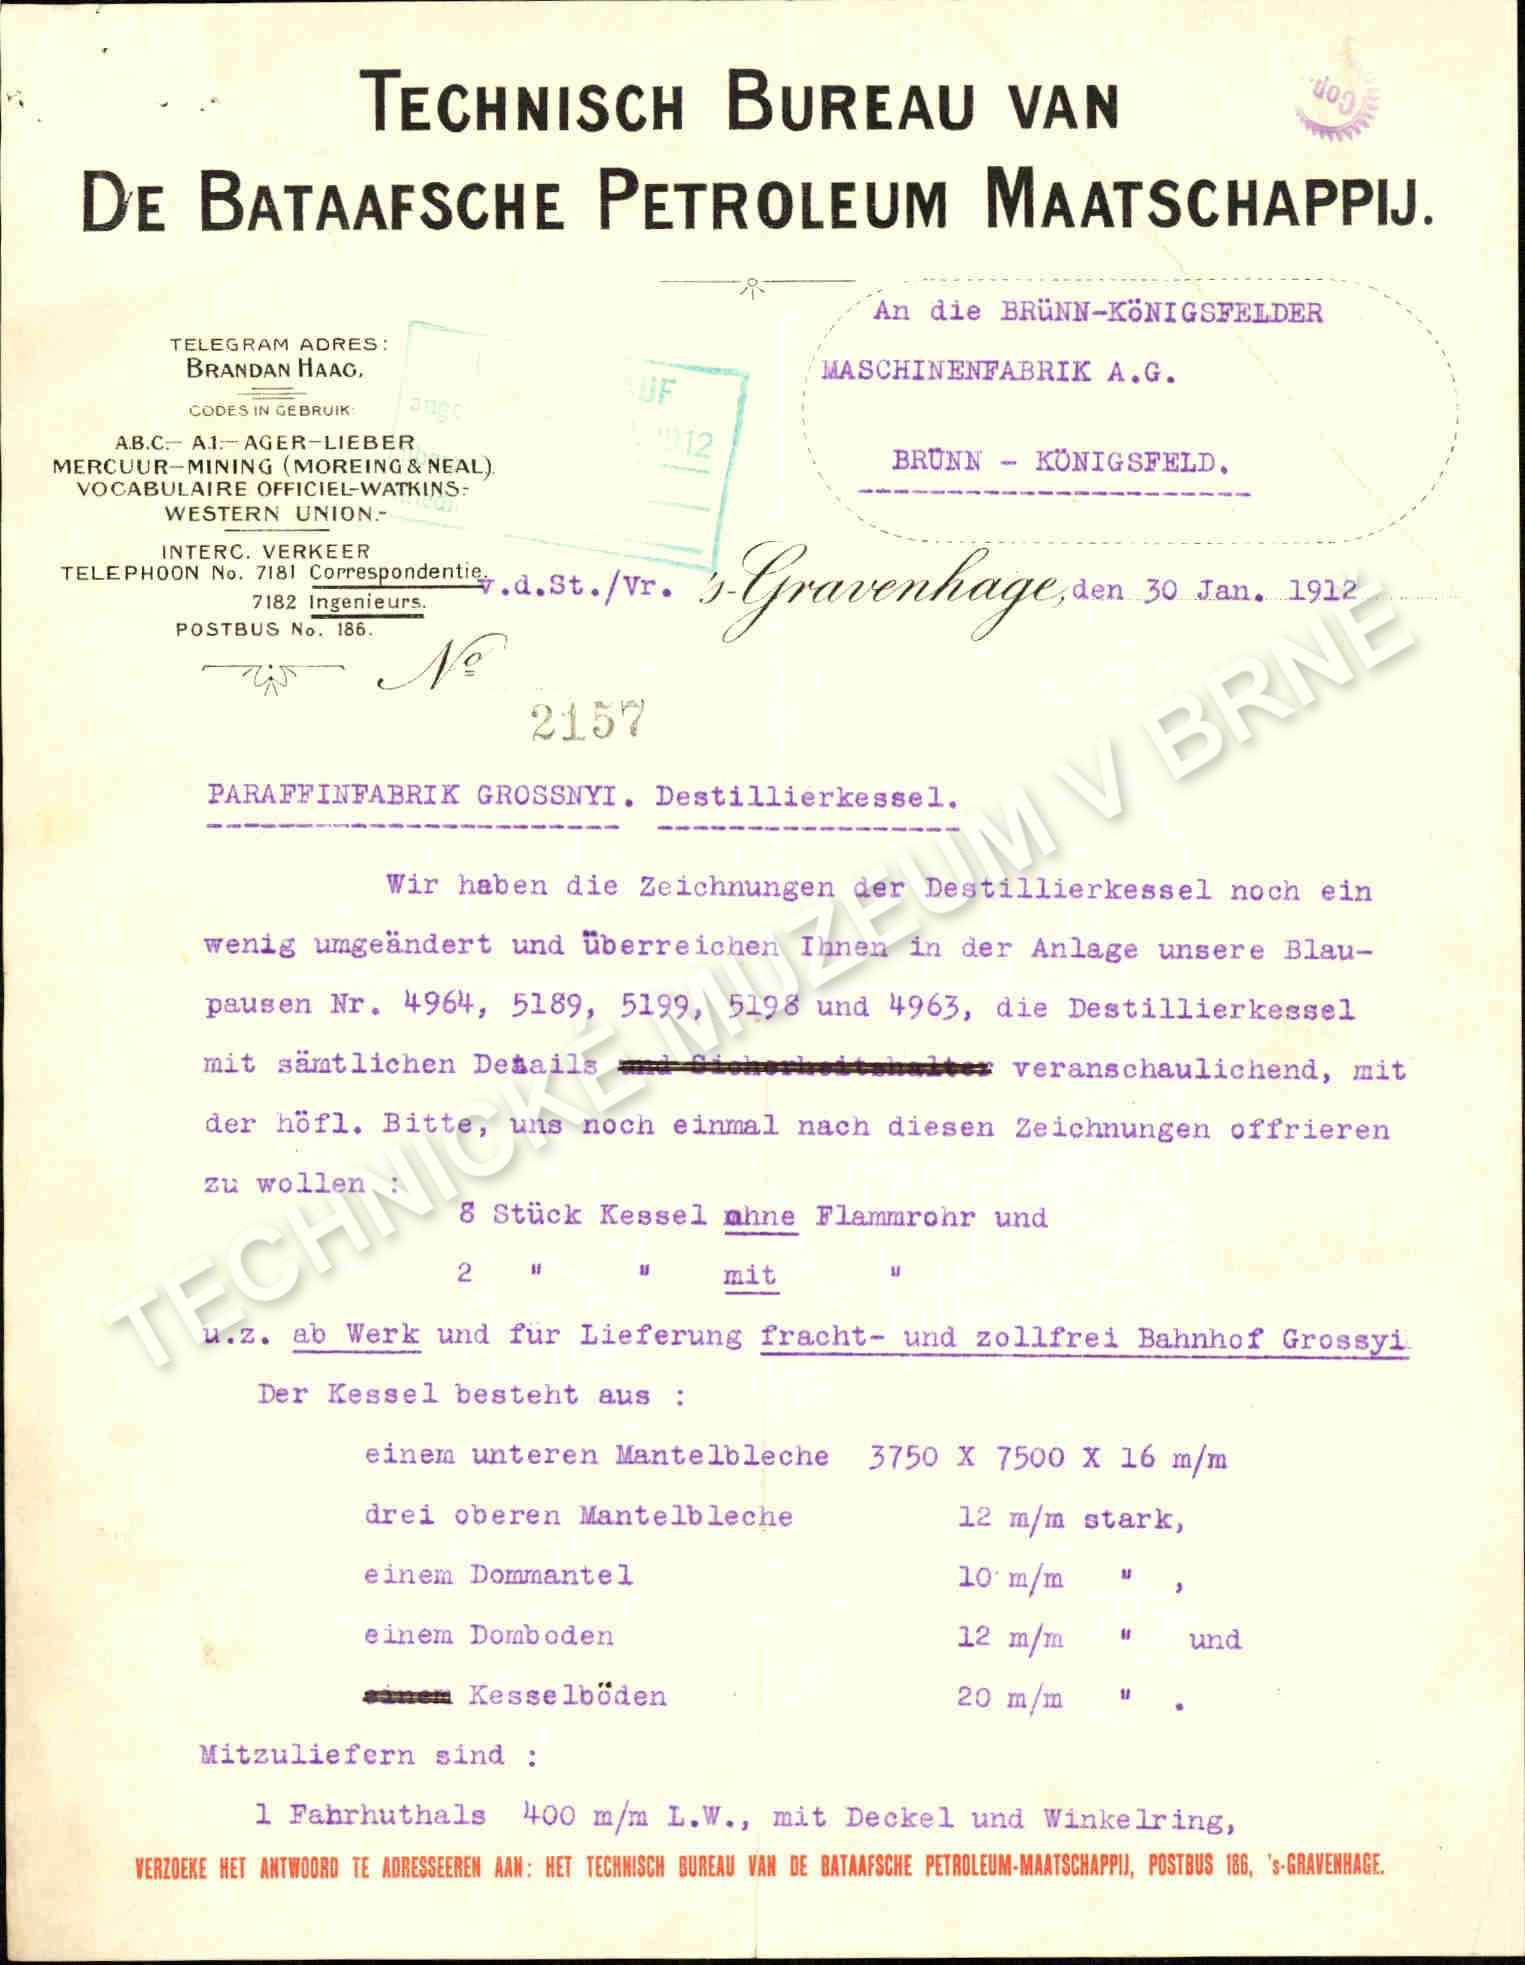 TECHNISCH BUREAU VAN
DE BATAAFSCHE PETROLEUM MAATSCHAPPIJ.
Cop
An die BRüNN-KöNIGSFELDER
MASCHINENFABRIK A.G.
BRÜNN - KÖNIGSFELD.
TELEGRAM ADRES:
BRANDAN HAAG.
CODES IN GEBRUIK:
A.B.C.- A.1.- AGER-LIEBER
MERCUUR-MINING (MOREING & NEAL).
VOCABULAIRE OFFICIEL-WATKINS:-
WESTERN UNION.-
INTERC. VERKEER
TELEPHOON No. 7181 Correspondentie.
7182 Ingenieurs.
POSTBUS No. 186.
v.d.St./Vr. 's-Gravenhage, den 30 Jan. 1912
No
2157
PARAFFINFABRIK GROSSNYI. Destillierkessel.
Wir haben die Zeichnungen der Destillierkessel noch ein
wenig umgeändert und überreichen Ihnen in der Anlage unsere Blau-
pausen Nr. 4964, 5189, 5199, 5198 und 4963, die Destillierkessel
mit sämtlichen Details und Sicherheitshalter veranschaulichend, mit
der höfl. Bitte, uns noch einmal nach diesen Zeichnungen offrieren
zu wollen :
8 Stück Kessel ohne Flammrohr und
2 " " mit "
u.z. ab Werk und für Lieferung fracht- und zollfrei Bahnhof Grossyi
Der Kessel besteht aus :
einem unteren Mantelbleche 3750 X 7500 X 16 m/m
drei oberen Mantelbleche 12 m/m stark,
einem Dommantel 10 m/m " ,
einem Domboden 12 m/m " und
einem Kesselböden 20 m/m " .
Mitzuliefern sind :
1 Fahrhuthals 400 m/m L.W., mit Deckel und Winkelring,
VERZOEKE HET ANTWOORD TE ADRESSEEREN AAN: HET TECHNISCH BUREAU VAN DE BATAAFSCHE PETROLEUM-MAATSCHAPPIJ, POSTBUS 186, 's-GRAVENHAGE.
TECHNICKÉ MUZEUM V BRNĚ